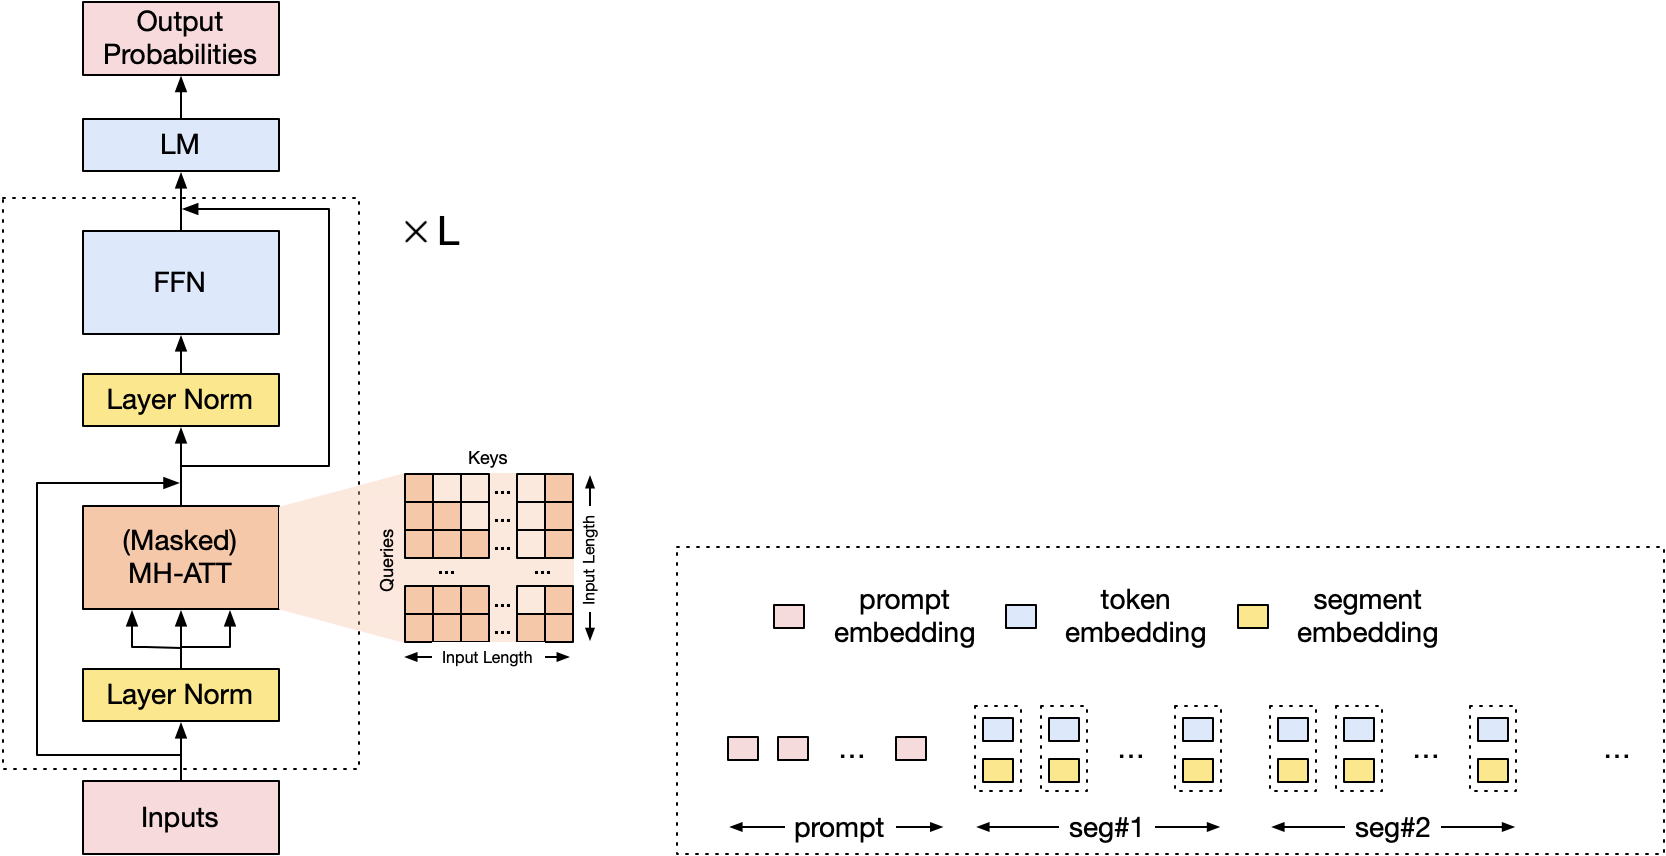 Output
Probabilities
LM
× L
FFN
Layer Norm
(Masked)
MH-ATT
Layer Norm
Inputs
Keys
Queries
...
...
...
... ...
...
...
Input Length
Input Length
prompt
embedding
token
embedding
segment
embedding
... ... ... ...
prompt
seg#1
seg#2